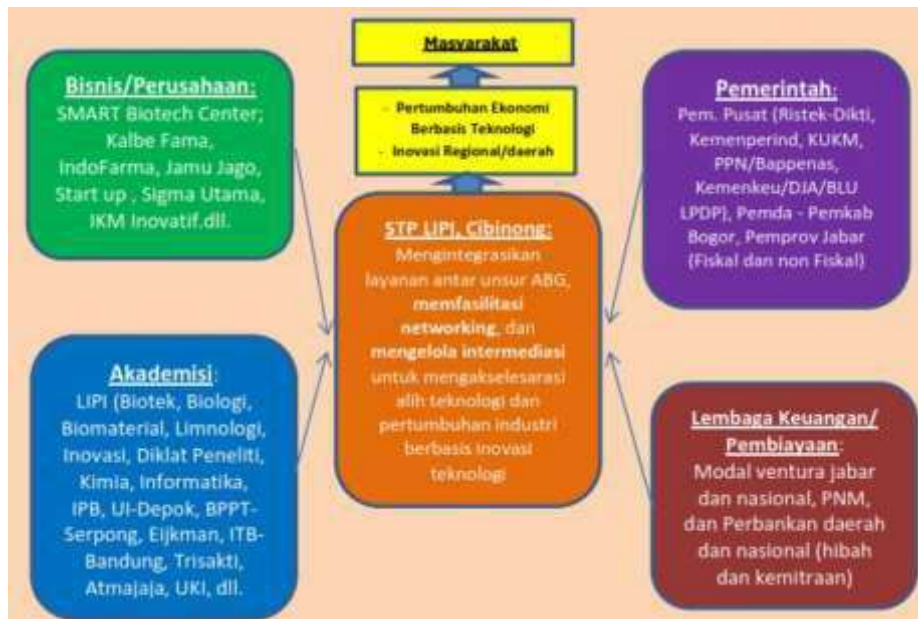 Masyarakat
- Pertumbuhan Ekonomi
Berbasis Teknologi
- Inovasi Regional/daerah
Bisnis/Perusahaan:
SMART Biotech Center;
Kalbe Fama,
IndoFarma, Jamu Jago,
Start up , Sigma Utama,
IKM Inovatif.dll.
Pemerintah:
Pem. Pusat (Ristek-Dikti,
Kemenperind, KUKM,
PPN/Bappenas,
Kemenkeu/DJA/BLU
LPDP), Pemda - Pemkab
Bogor, Pemprov Jabar
(Fiskal dan non Fiskal)
STP LIPI, Cibinong:
Mengintegrasikan
layanan antar unsur ABG,
memfasilitasi
networking, dan
mengelola intermediasi
untuk mengakselesarasi
alih teknologi dan
pertumbuhan industri
berbasis inovasi
teknologi
Akademisi:
LIPI (Biotek, Biologi,
Biomaterial, Limnologi,
Inovasi, Diklat Peneliti,
Kimia, Informatika,
IPB, UI-Depok, BPPT-
Serpong, Eijkman, ITB-
Bandung, Trisakti,
Atmajaja, UKI, dll.
Lembaga Keuangan/
Pembiayaan:
Modal ventura jabar
dan nasional, PNM,
dan Perbankan daerah
dan nasional (hibah
dan kemitraan)